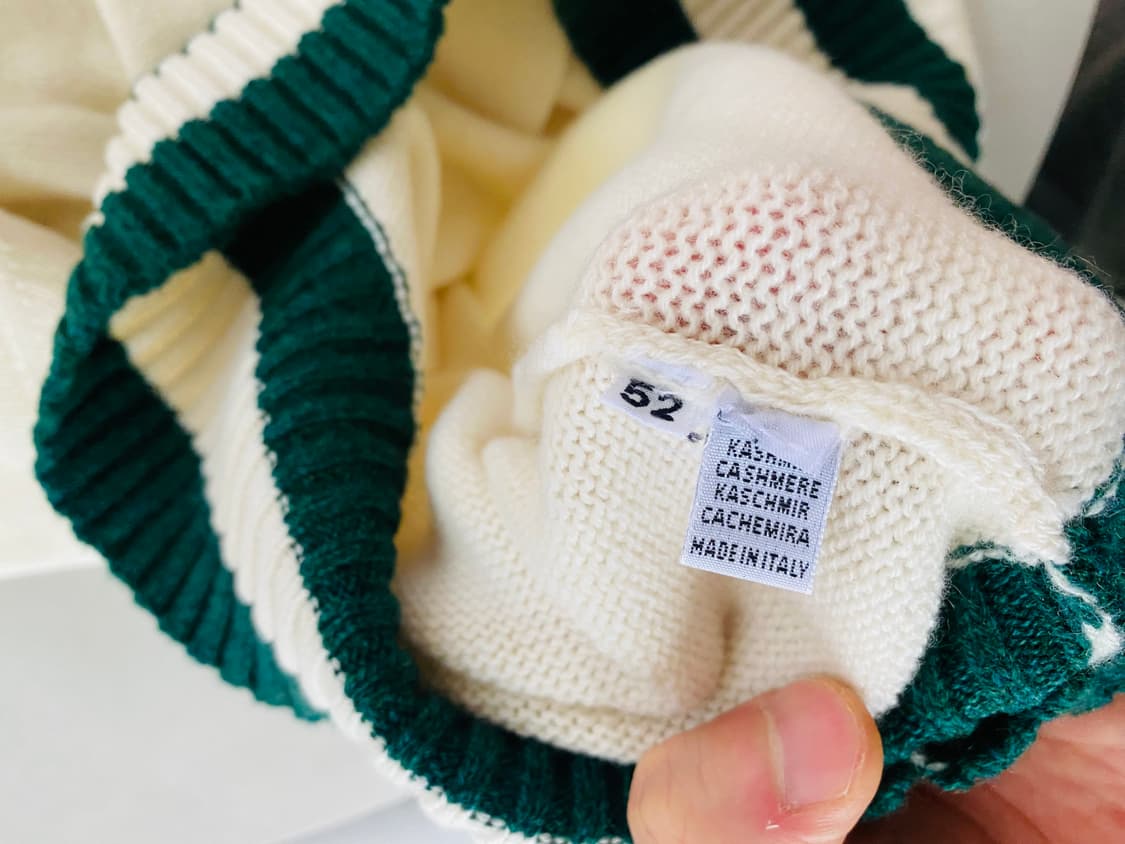 52
CASHMERE
KASCHMIR
CACHEMIRA
MADE IN ITALY